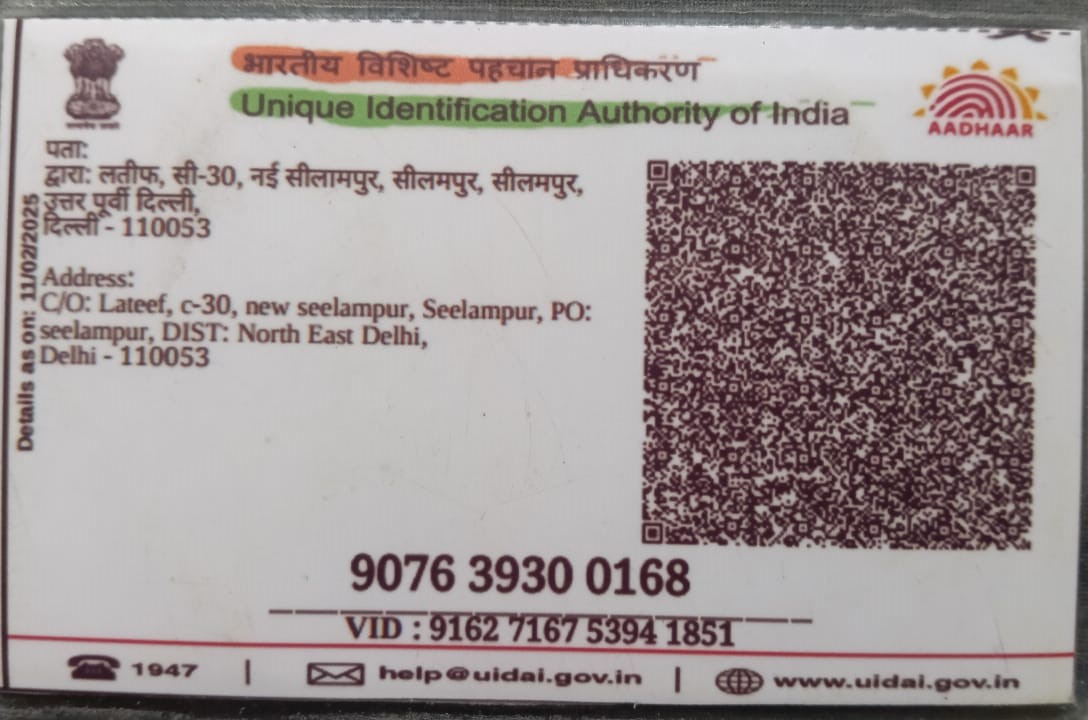 भारतीय विशिष्ट पहचान प्राधिकरण
Unique Identification Authority of India
AADHAAR
पता:
द्वारा: लतीफ, सी-30, नई सीलामपुर, सीलमपुर, सीलमपुर,
उत्तर पूर्वी दिल्ली,
दिल्ली - 110053
Address:
C/O: Lateef, c-30, new seelampur, Seelampur, PO:
seelampur, DIST: North East Delhi,
Delhi - 110053
Details as on: 11/02/2025
9076 3930 0168
VID : 9162 7167 5394 1851
1947 | help@uidai.gov.in | www.uidai.gov.in